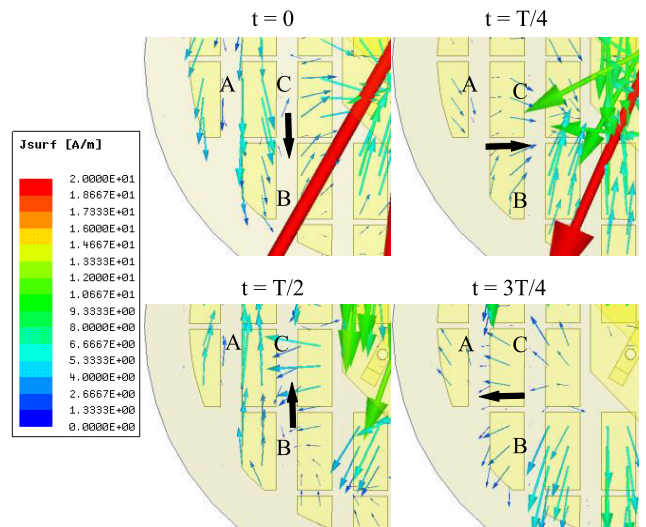 t = 0
t = T/4
A
C
B
A
C
B
Jsurf [A/m]
2.0000E+01
1.8667E+01
1.7333E+01
1.6000E+01
1.4667E+01
1.3333E+01
1.2000E+01
1.0667E+01
9.3333E+00
8.0000E+00
6.6667E+00
5.3333E+00
4.0000E+00
2.6667E+00
1.3333E+00
0.0000E+00
t = T/2
t = 3T/4
A
C
B
A
C
B